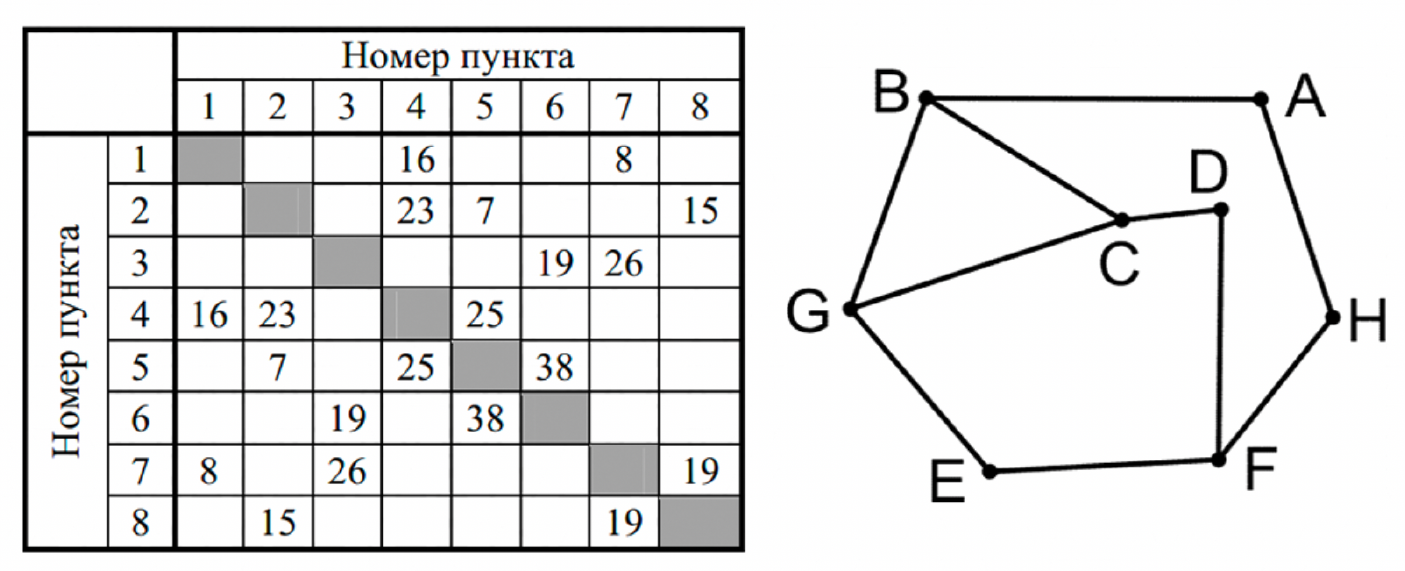 Номер пункта
1 2 3 4 5 6 7 8
Номер пункта
1 16 8
2 23 7 15
3 19 26
4 16 23 25
5 7 25 38
6 19 38
7 8 26 19
8 15 19
B A
D
C
G H
E F